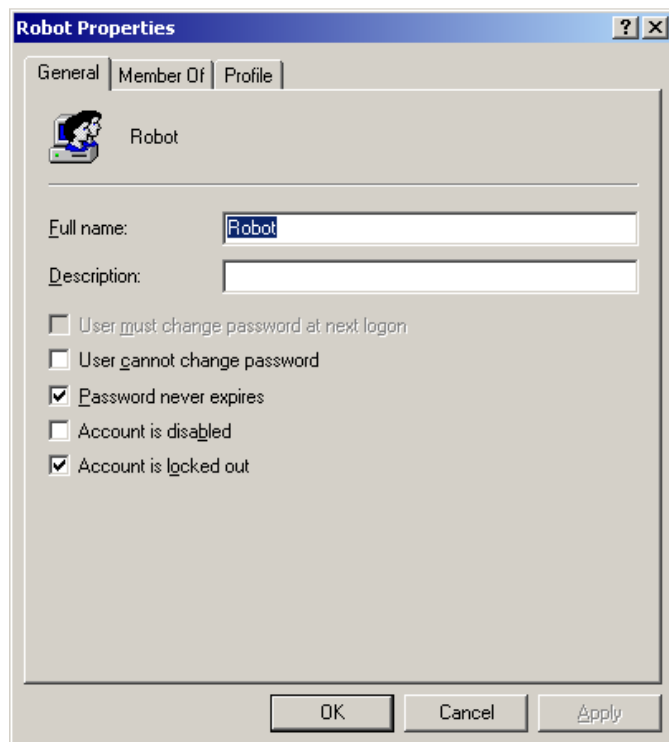 Robot Properties
General Member Of Profile
Robot
Full name: Robot
Description:
User must change password at next logon
User cannot change password
Password never expires
Account is disabled
Account is locked out
OK Cancel Apply